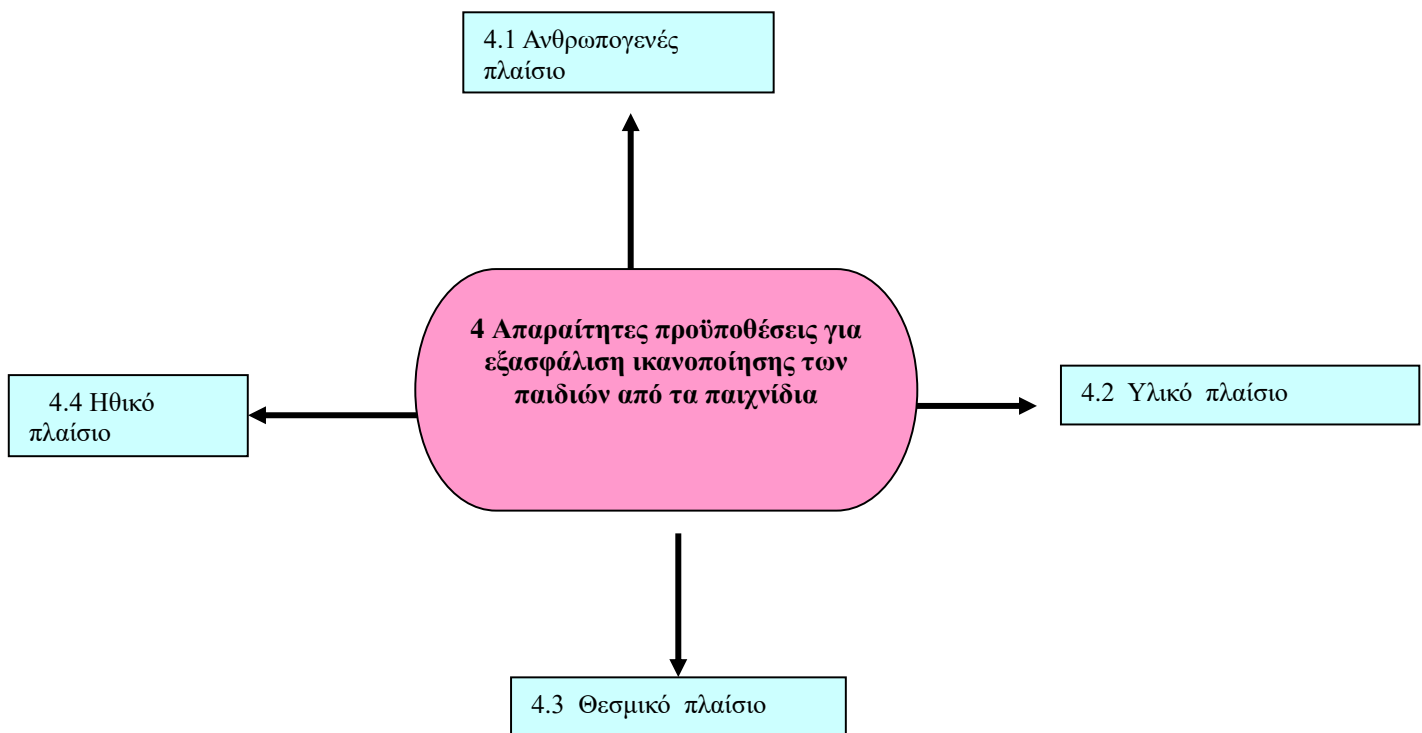 4.1 Ανθρωπογενές
πλαίσιο
4 Απαραίτητες προϋποθέσεις για
εξασφάλιση ικανοποίησης των
παιδιών από τα παιχνίδια
4.4 Ηθικό
πλαίσιο
4.2 Υλικό πλαίσιο
4.3 Θεσμικό πλαίσιο